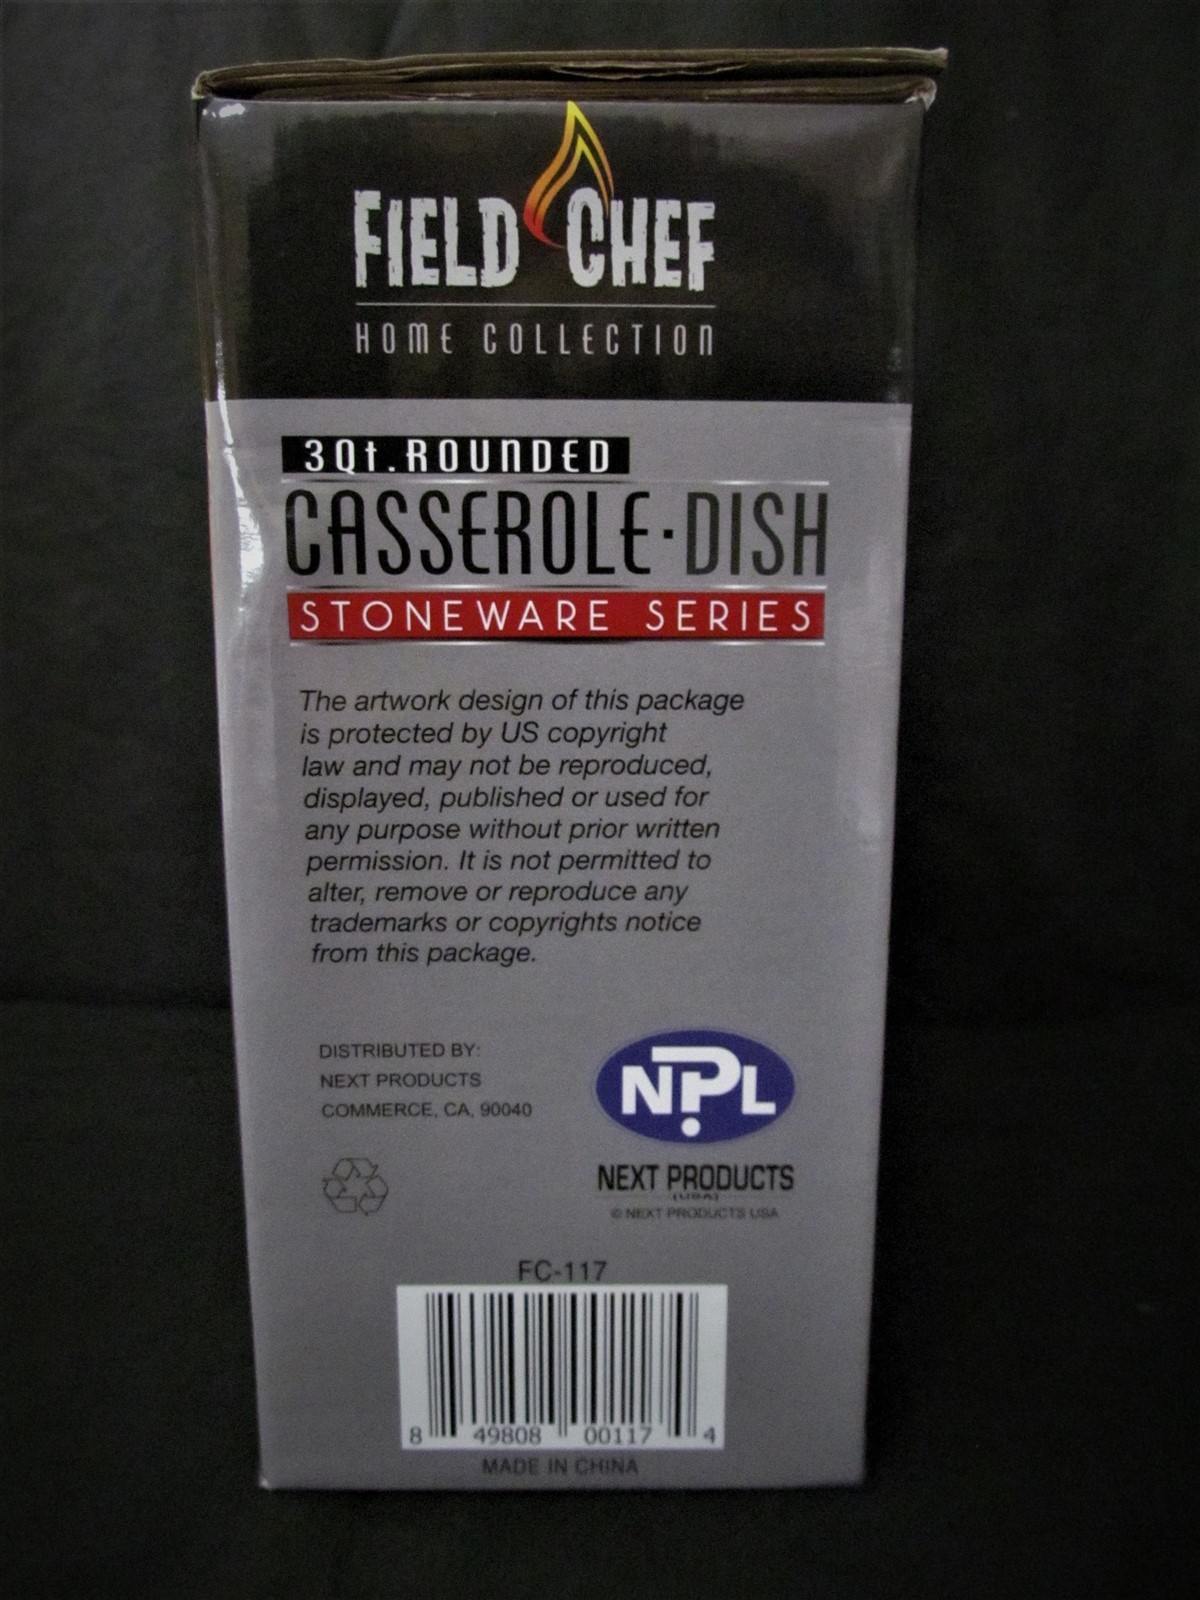 FIELD CHEF
HOME COLLECTION
3Qt. ROUNDED
CASSEROLE·DISH
STONEWARE SERIES
The artwork design of this package
is protected by US copyright
law and may not be reproduced,
displayed, published or used for
any purpose without prior written
permission. It is not permitted to
alter, remove or reproduce any
trademarks or copyrights notice
from this package.
DISTRIBUTED BY:
NEXT PRODUCTS
COMMERCE, CA, 90040
NPL
NEXT PRODUCTS
(USA)
© NEXT PRODUCTS USA
FC-117
8 49808 00117 4
MADE IN CHINA